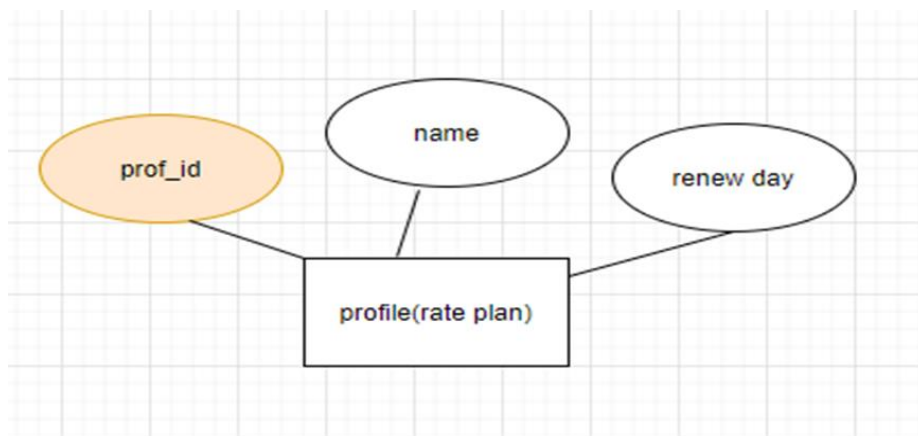 name
prof_id
renew day
profile(rate plan)